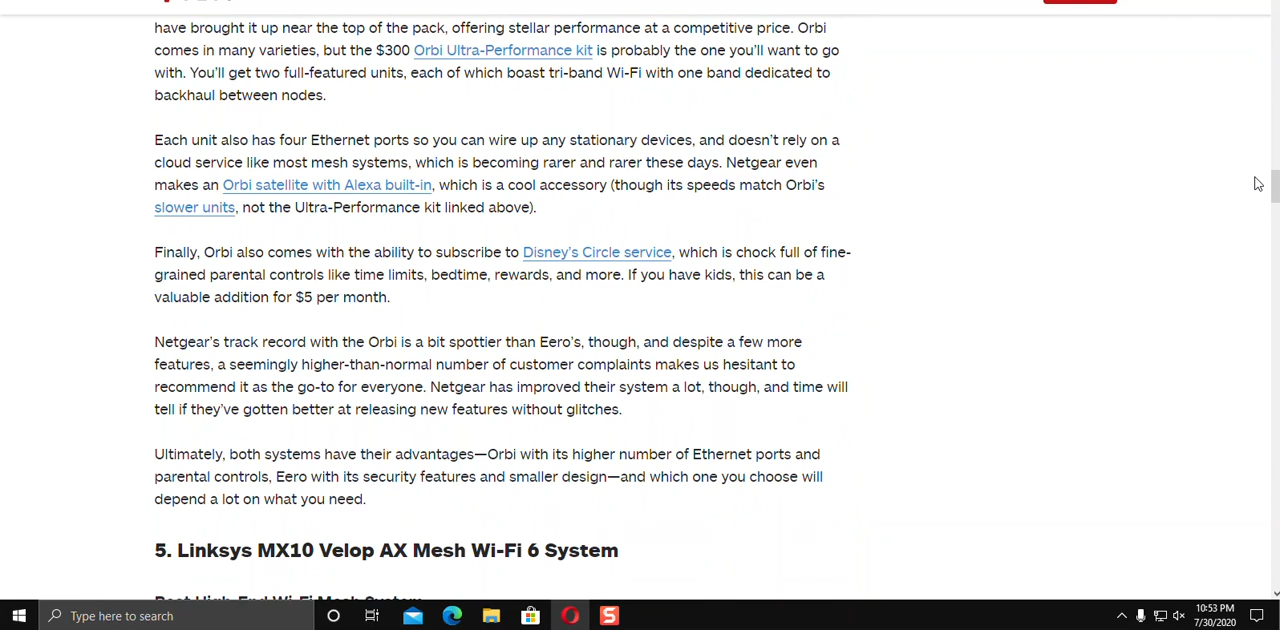 have brought it up near the top of the pack, offering stellar performance at a competitive price. Orbi
comes in many varieties, but the $300 Orbi Ultra-Performance kit is probably the one you’ll want to go
with. You’ll get two full-featured units, each of which boast tri-band Wi-Fi with one band dedicated to
backhaul between nodes.
Each unit also has four Ethernet ports so you can wire up any stationary devices, and doesn’t rely on a
cloud service like most mesh systems, which is becoming rarer and rarer these days. Netgear even
makes an Orbi satellite with Alexa built-in, which is a cool accessory (though its speeds match Orbi’s
slower units, not the Ultra-Performance kit linked above).
Finally, Orbi also comes with the ability to subscribe to Disney’s Circle service, which is chock full of fine-
grained parental controls like time limits, bedtime, rewards, and more. If you have kids, this can be a
valuable addition for $5 per month.
Netgear’s track record with the Orbi is a bit spottier than Eero’s, though, and despite a few more
features, a seemingly higher-than-normal number of customer complaints makes us hesitant to
recommend it as the go-to for everyone. Netgear has improved their system a lot, though, and time will
tell if they’ve gotten better at releasing new features without glitches.
Ultimately, both systems have their advantages—Orbi with its higher number of Ethernet ports and
parental controls, Eero with its security features and smaller design—and which one you choose will
depend a lot on what you need.
5. Linksys MX10 Velop AX Mesh Wi-Fi 6 System
Best High-End Wi-Fi Mesh System
Type here to search
10:53 PM
7/30/2020